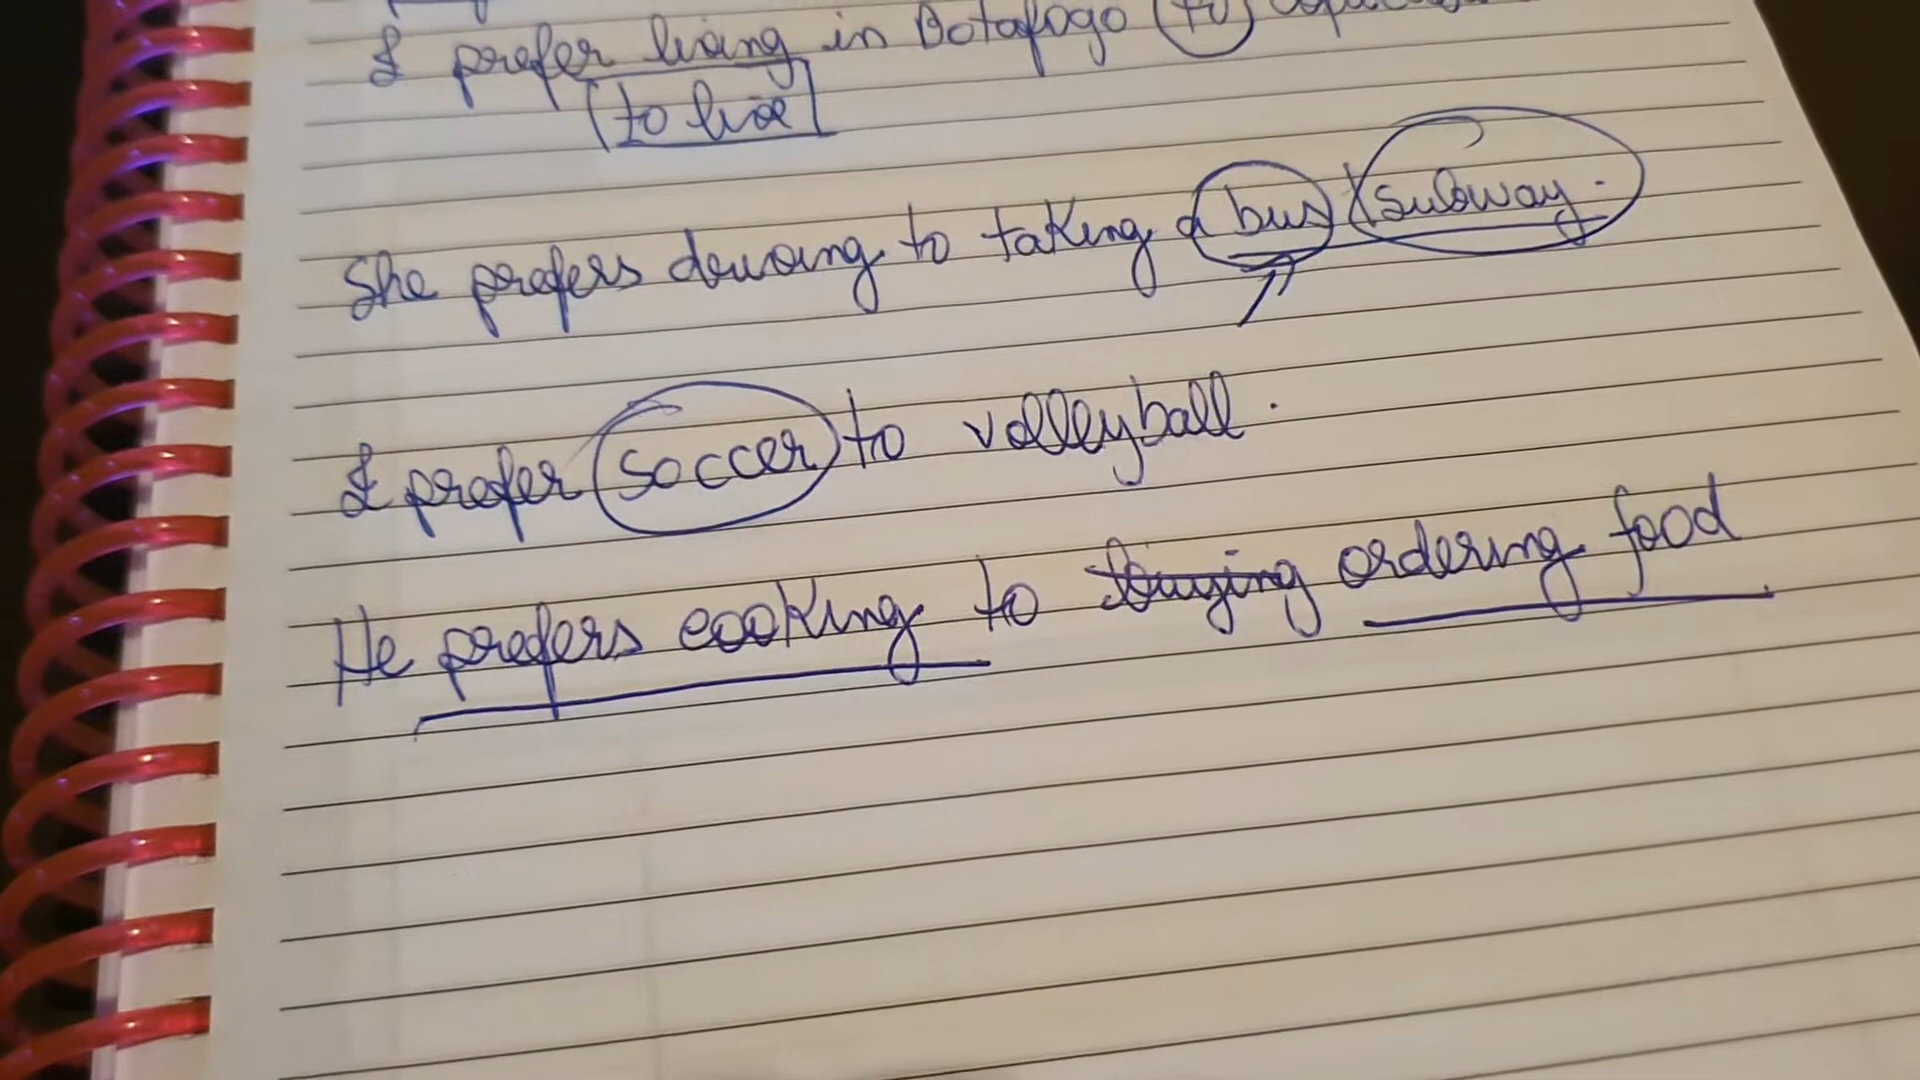 I prefer living in Botafogo to
to live
She prefers driving to taking a bus / subway.
I prefer soccer to volleyball.
He prefers cooking to buying ordering food